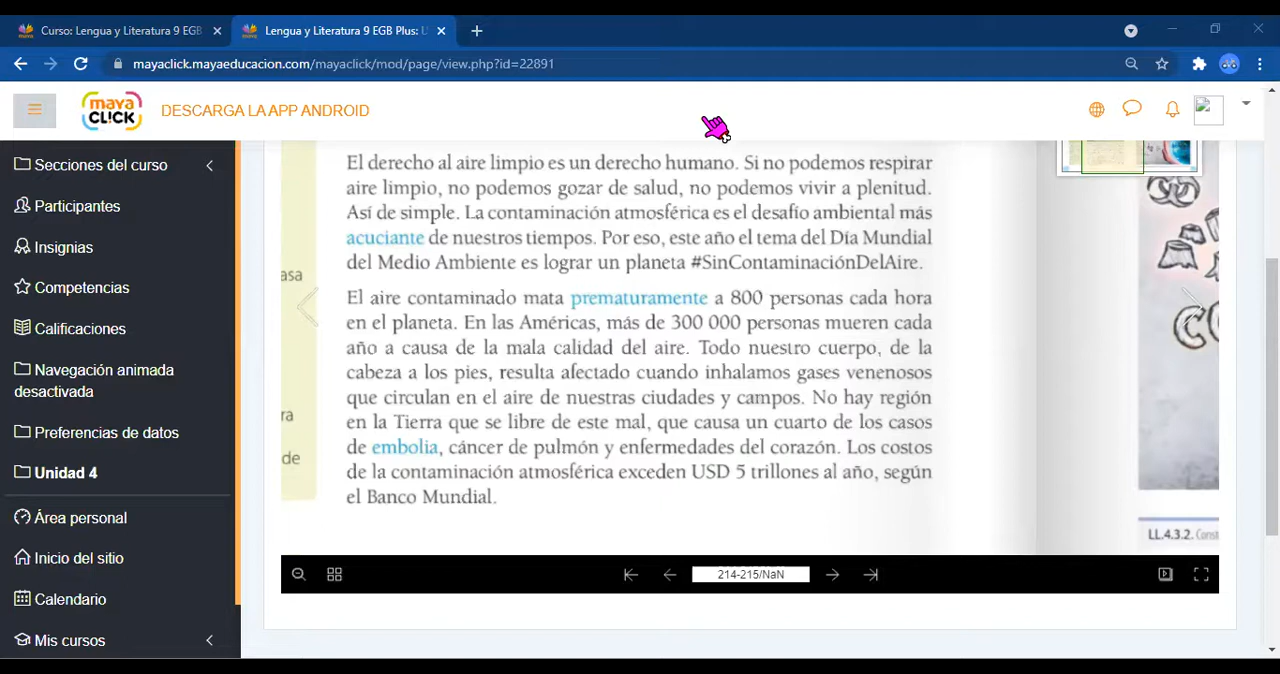 Curso: Lengua y Literatura 9 EGB
Lengua y Literatura 9 EGB Plus: U
mayaclick.mayaeducacion.com/mayaclick/mod/page/view.php?id=22891
maya
CLICK
DESCARGA LA APP ANDROID
Secciones del curso
Participantes
Insignias
Competencias
Calificaciones
Navegación animada
desactivada
Preferencias de datos
Unidad 4
Área personal
Inicio del sitio
Calendario
Mis cursos
asa
ra
de
El derecho al aire limpio es un derecho humano. Si no podemos respirar
aire limpio, no podemos gozar de salud, no podemos vivir a plenitud.
Así de simple. La contaminación atmosférica es el desafío ambiental más
acuciante de nuestros tiempos. Por eso, este año el tema del Día Mundial
del Medio Ambiente es lograr un planeta #SinContaminaciónDelAire.
El aire contaminado mata prematuramente a 800 personas cada hora
en el planeta. En las Américas, más de 300 000 personas mueren cada
año a causa de la mala calidad del aire. Todo nuestro cuerpo, de la
cabeza a los pies, resulta afectado cuando inhalamos gases venenosos
que circulan en el aire de nuestras ciudades y campos. No hay región
en la Tierra que se libre de este mal, que causa un cuarto de los casos
de embolia, cáncer de pulmón y enfermedades del corazón. Los costos
de la contaminación atmosférica exceden USD 5 trillones al año, según
el Banco Mundial.
LL.4.3.2. Const
214-215/NaN